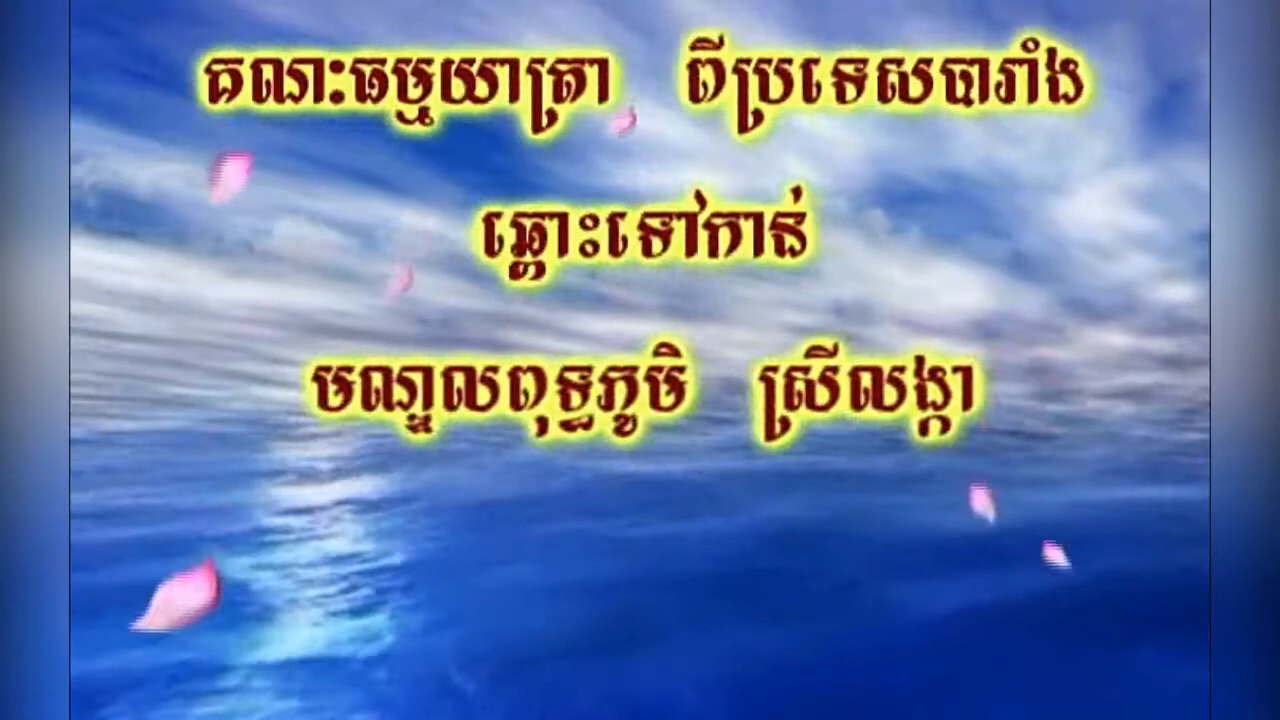 គណះធម្មយាត្រា ពីប្រទេសបារាំង
ឆ្ពោះទៅកាន់
មណ្ឌលពុទ្ធភូមិ ស្រីលង្កា